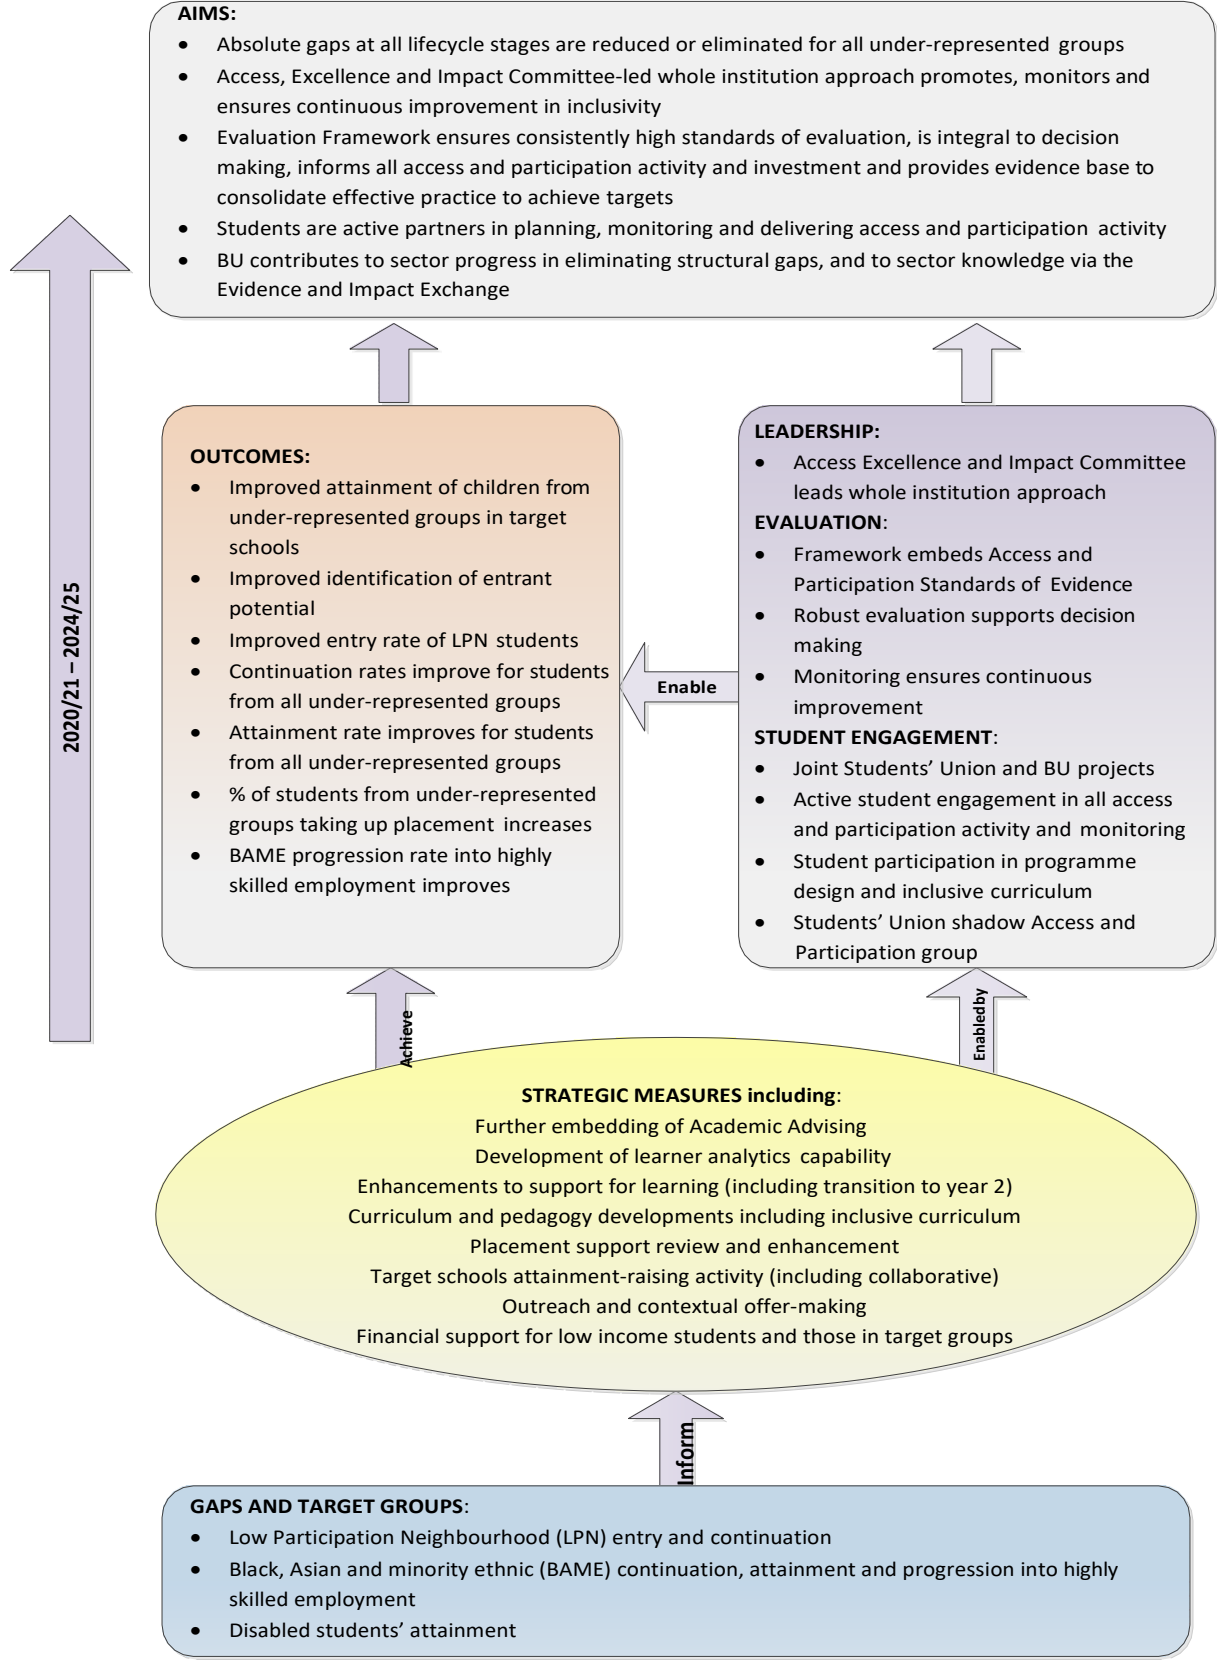 AIMS:
• Absolute gaps at all lifecycle stages are reduced or eliminated for all under-represented groups
• Access, Excellence and Impact Committee-led whole institution approach promotes, monitors and
ensures continuous improvement in inclusivity
• Evaluation Framework ensures consistently high standards of evaluation, is integral to decision
making, informs all access and participation activity and investment and provides evidence base to
consolidate effective practice to achieve targets
• Students are active partners in planning, monitoring and delivering access and participation activity
• BU contributes to sector progress in eliminating structural gaps, and to sector knowledge via the
Evidence and Impact Exchange
2020/21 – 2024/25
OUTCOMES:
• Improved attainment of children from
under-represented groups in target
schools
• Improved identification of entrant
potential
• Improved entry rate of LPN students
• Continuation rates improve for students
from all under-represented groups
• Attainment rate improves for students
from all under-represented groups
• % of students from under-represented
groups taking up placement increases
• BAME progression rate into highly
skilled employment improves
Enable
LEADERSHIP:
• Access Excellence and Impact Committee
leads whole institution approach
EVALUATION:
• Framework embeds Access and
Participation Standards of Evidence
• Robust evaluation supports decision
making
• Monitoring ensures continuous
improvement
STUDENT ENGAGEMENT:
• Joint Students' Union and BU projects
• Active student engagement in all access
and participation activity and monitoring
• Student participation in programme
design and inclusive curriculum
• Students' Union shadow Access and
Participation group
Achieve
Enabledby
STRATEGIC MEASURES including:
Further embedding of Academic Advising
Development of learner analytics capability
Enhancements to support for learning (including transition to year 2)
Curriculum and pedagogy developments including inclusive curriculum
Placement support review and enhancement
Target schools attainment-raising activity (including collaborative)
Outreach and contextual offer-making
Financial support for low income students and those in target groups
Inform
GAPS AND TARGET GROUPS:
• Low Participation Neighbourhood (LPN) entry and continuation
• Black, Asian and minority ethnic (BAME) continuation, attainment and progression into highly
skilled employment
• Disabled students' attainment